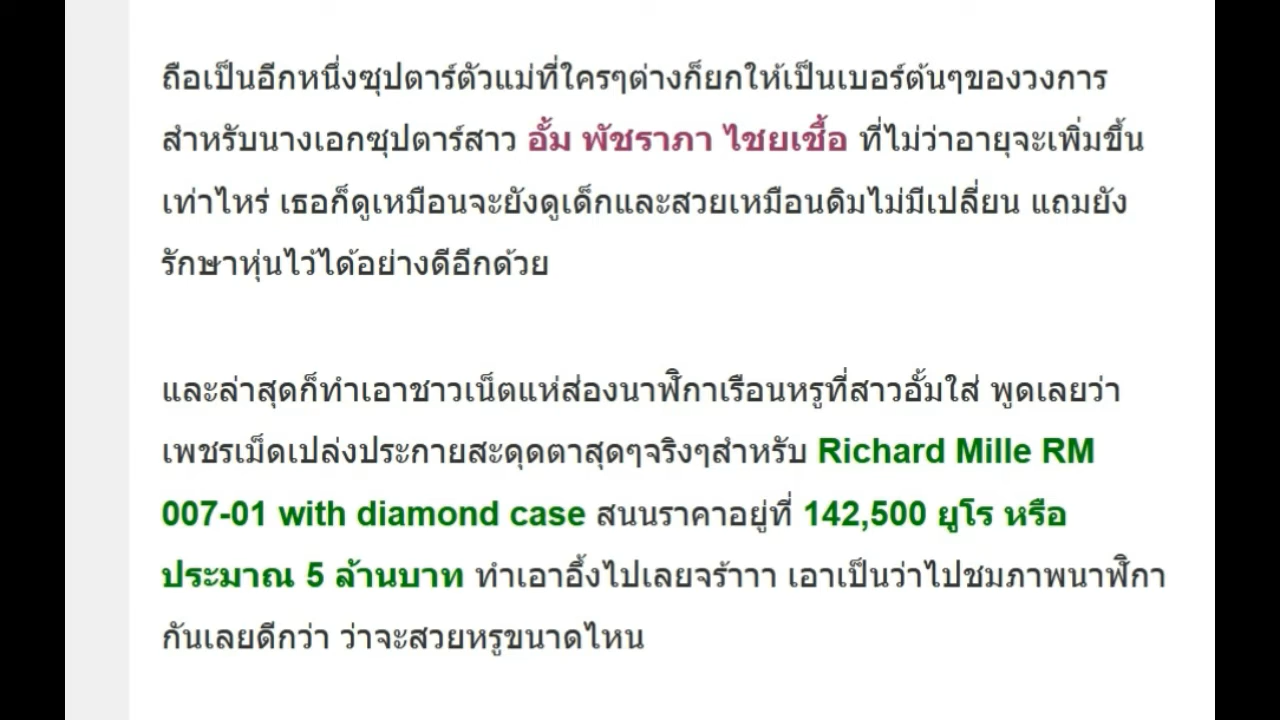 ถือเป็นอีกหนึ่งซุปตาร์ตัวแม่ที่ใครๆต่างก็ยกให้เป็นเบอร์ต้นๆของวงการ
สำหรับนางเอกซุปตาร์สาว อั้ม พัชราภา ไชยเชื้อ ที่ไม่ว่าอายุจะเพิ่มขึ้น
เท่าไหร่ เธอก็ดูเหมือนจะยังดูเด็กและสวยเหมือนดิมไม่มีเปลี่ยน แถมยัง
รักษาหุ่นไว้ได้อย่างดีอีกด้วย
และล่าสุดก็ทำเอาชาวเน็ตแห่ส่องนาฬิกาเรือนหรูที่สาวอั้มใส่ พูดเลยว่า
เพชรเม็ดเปล่งประกายสะดุดตาสุดๆจริงๆสำหรับ Richard Mille RM
007-01 with diamond case สนนราคาอยู่ที่ 142,500 ยูโร หรือ
ประมาณ 5 ล้านบาท ทำเอาอึ้งไปเลยจร้าาา เอาเป็นว่าไปชมภาพนาฬิกา
กันเลยดีกว่า ว่าจะสวยหรูขนาดไหน